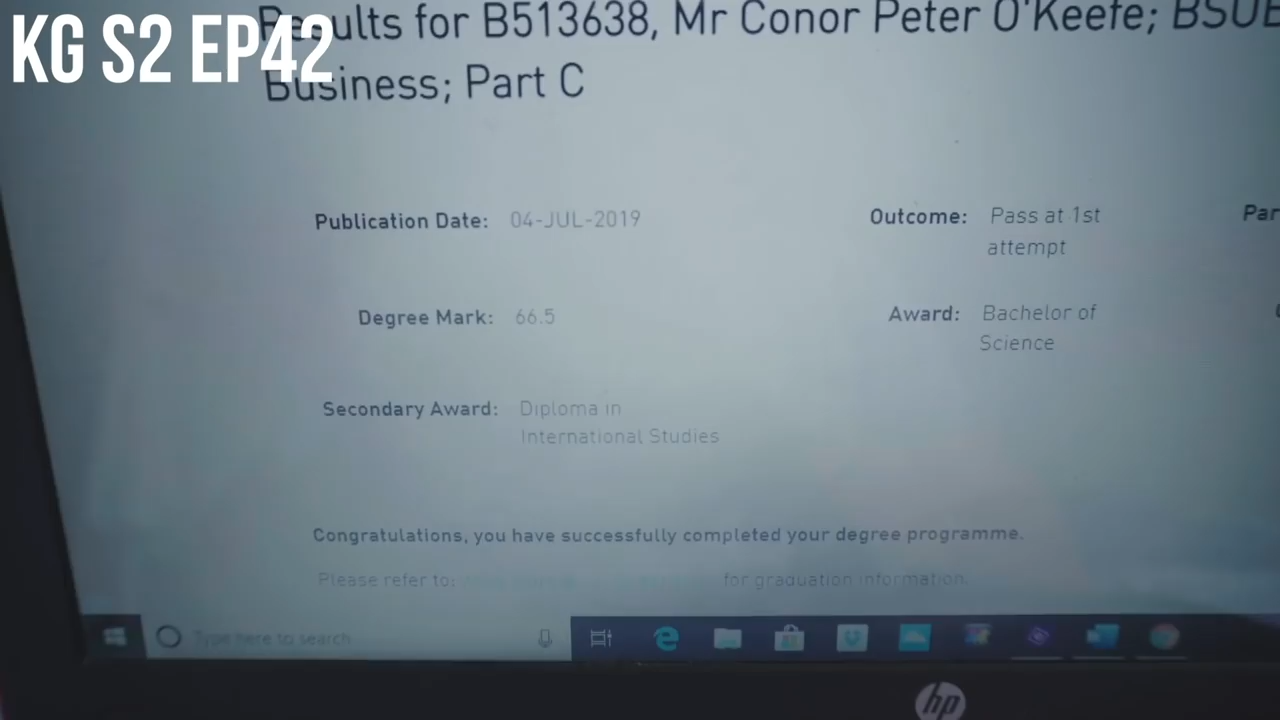 KG S2 EP42
Results for B513638, Mr Conor Peter O'Keefe; BSUB
Business; Part C
Publication Date: 04-JUL-2019
Outcome: Pass at 1st
attempt
Par
Degree Mark: 66.5
Award: Bachelor of
Science
Secondary Award: Diploma in
International Studies
Congratulations, you have successfully completed your degree programme.
Please refer to: for graduation information.
Type here to search
hp